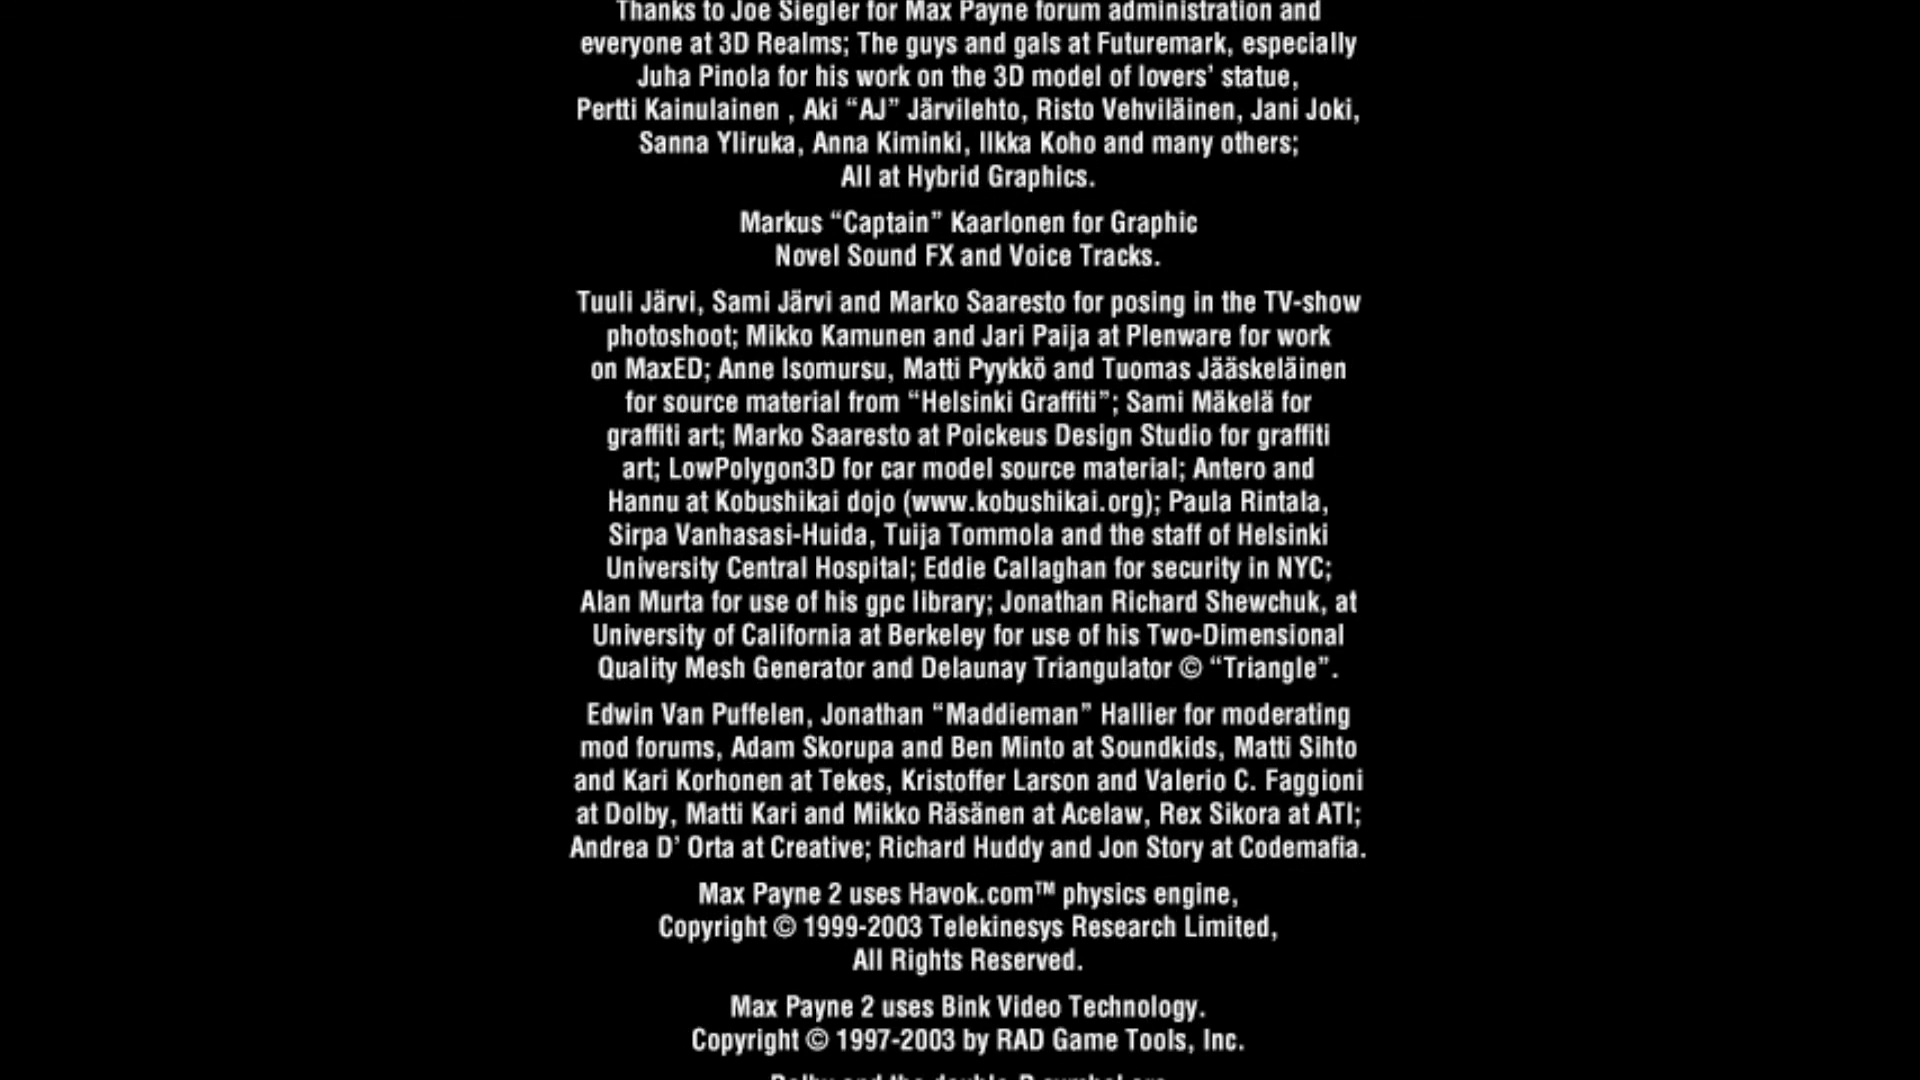 Thanks to Joe Siegler for Max Payne forum administration and
everyone at 3D Realms; The guys and gals at Futuremark, especially
Juha Pinola for his work on the 3D model of lovers’ statue,
Pertti Kainulainen , Aki “AJ” Järvilehto, Risto Vehviläinen, Jani Joki,
Sanna Yliruka, Anna Kiminki, Ilkka Koho and many others;
All at Hybrid Graphics.
Markus “Captain” Kaarlonen for Graphic
Novel Sound FX and Voice Tracks.
Tuuli Järvi, Sami Järvi and Marko Saaresto for posing in the TV-show
photoshoot; Mikko Kamunen and Jari Paija at Plenware for work
on MaxED; Anne Isomursu, Matti Pyykkö and Tuomas Jääskeläinen
for source material from “Helsinki Graffiti”; Sami Mäkelä for
graffiti art; Marko Saaresto at Poickeus Design Studio for graffiti
art; LowPolygon3D for car model source material; Antero and
Hannu at Kobushikai dojo (www.kobushikai.org); Paula Rintala,
Sirpa Vanhasasi-Huida, Tuija Tommola and the staff of Helsinki
University Central Hospital; Eddie Callaghan for security in NYC;
Alan Murta for use of his gpc library; Jonathan Richard Shewchuk, at
University of California at Berkeley for use of his Two-Dimensional
Quality Mesh Generator and Delaunay Triangulator © “Triangle”.
Edwin Van Puffelen, Jonathan “Maddieman” Hallier for moderating
mod forums, Adam Skorupa and Ben Minto at Soundkids, Matti Sihto
and Kari Korhonen at Tekes, Kristoffer Larson and Valerio C. Faggioni
at Dolby, Matti Kari and Mikko Räsänen at Acelaw, Rex Sikora at ATI;
Andrea D’ Orta at Creative; Richard Huddy and Jon Story at Codemafia.
Max Payne 2 uses Havok.com™ physics engine,
Copyright © 1999-2003 Telekinesys Research Limited,
All Rights Reserved.
Max Payne 2 uses Bink Video Technology.
Copyright © 1997-2003 by RAD Game Tools, Inc.